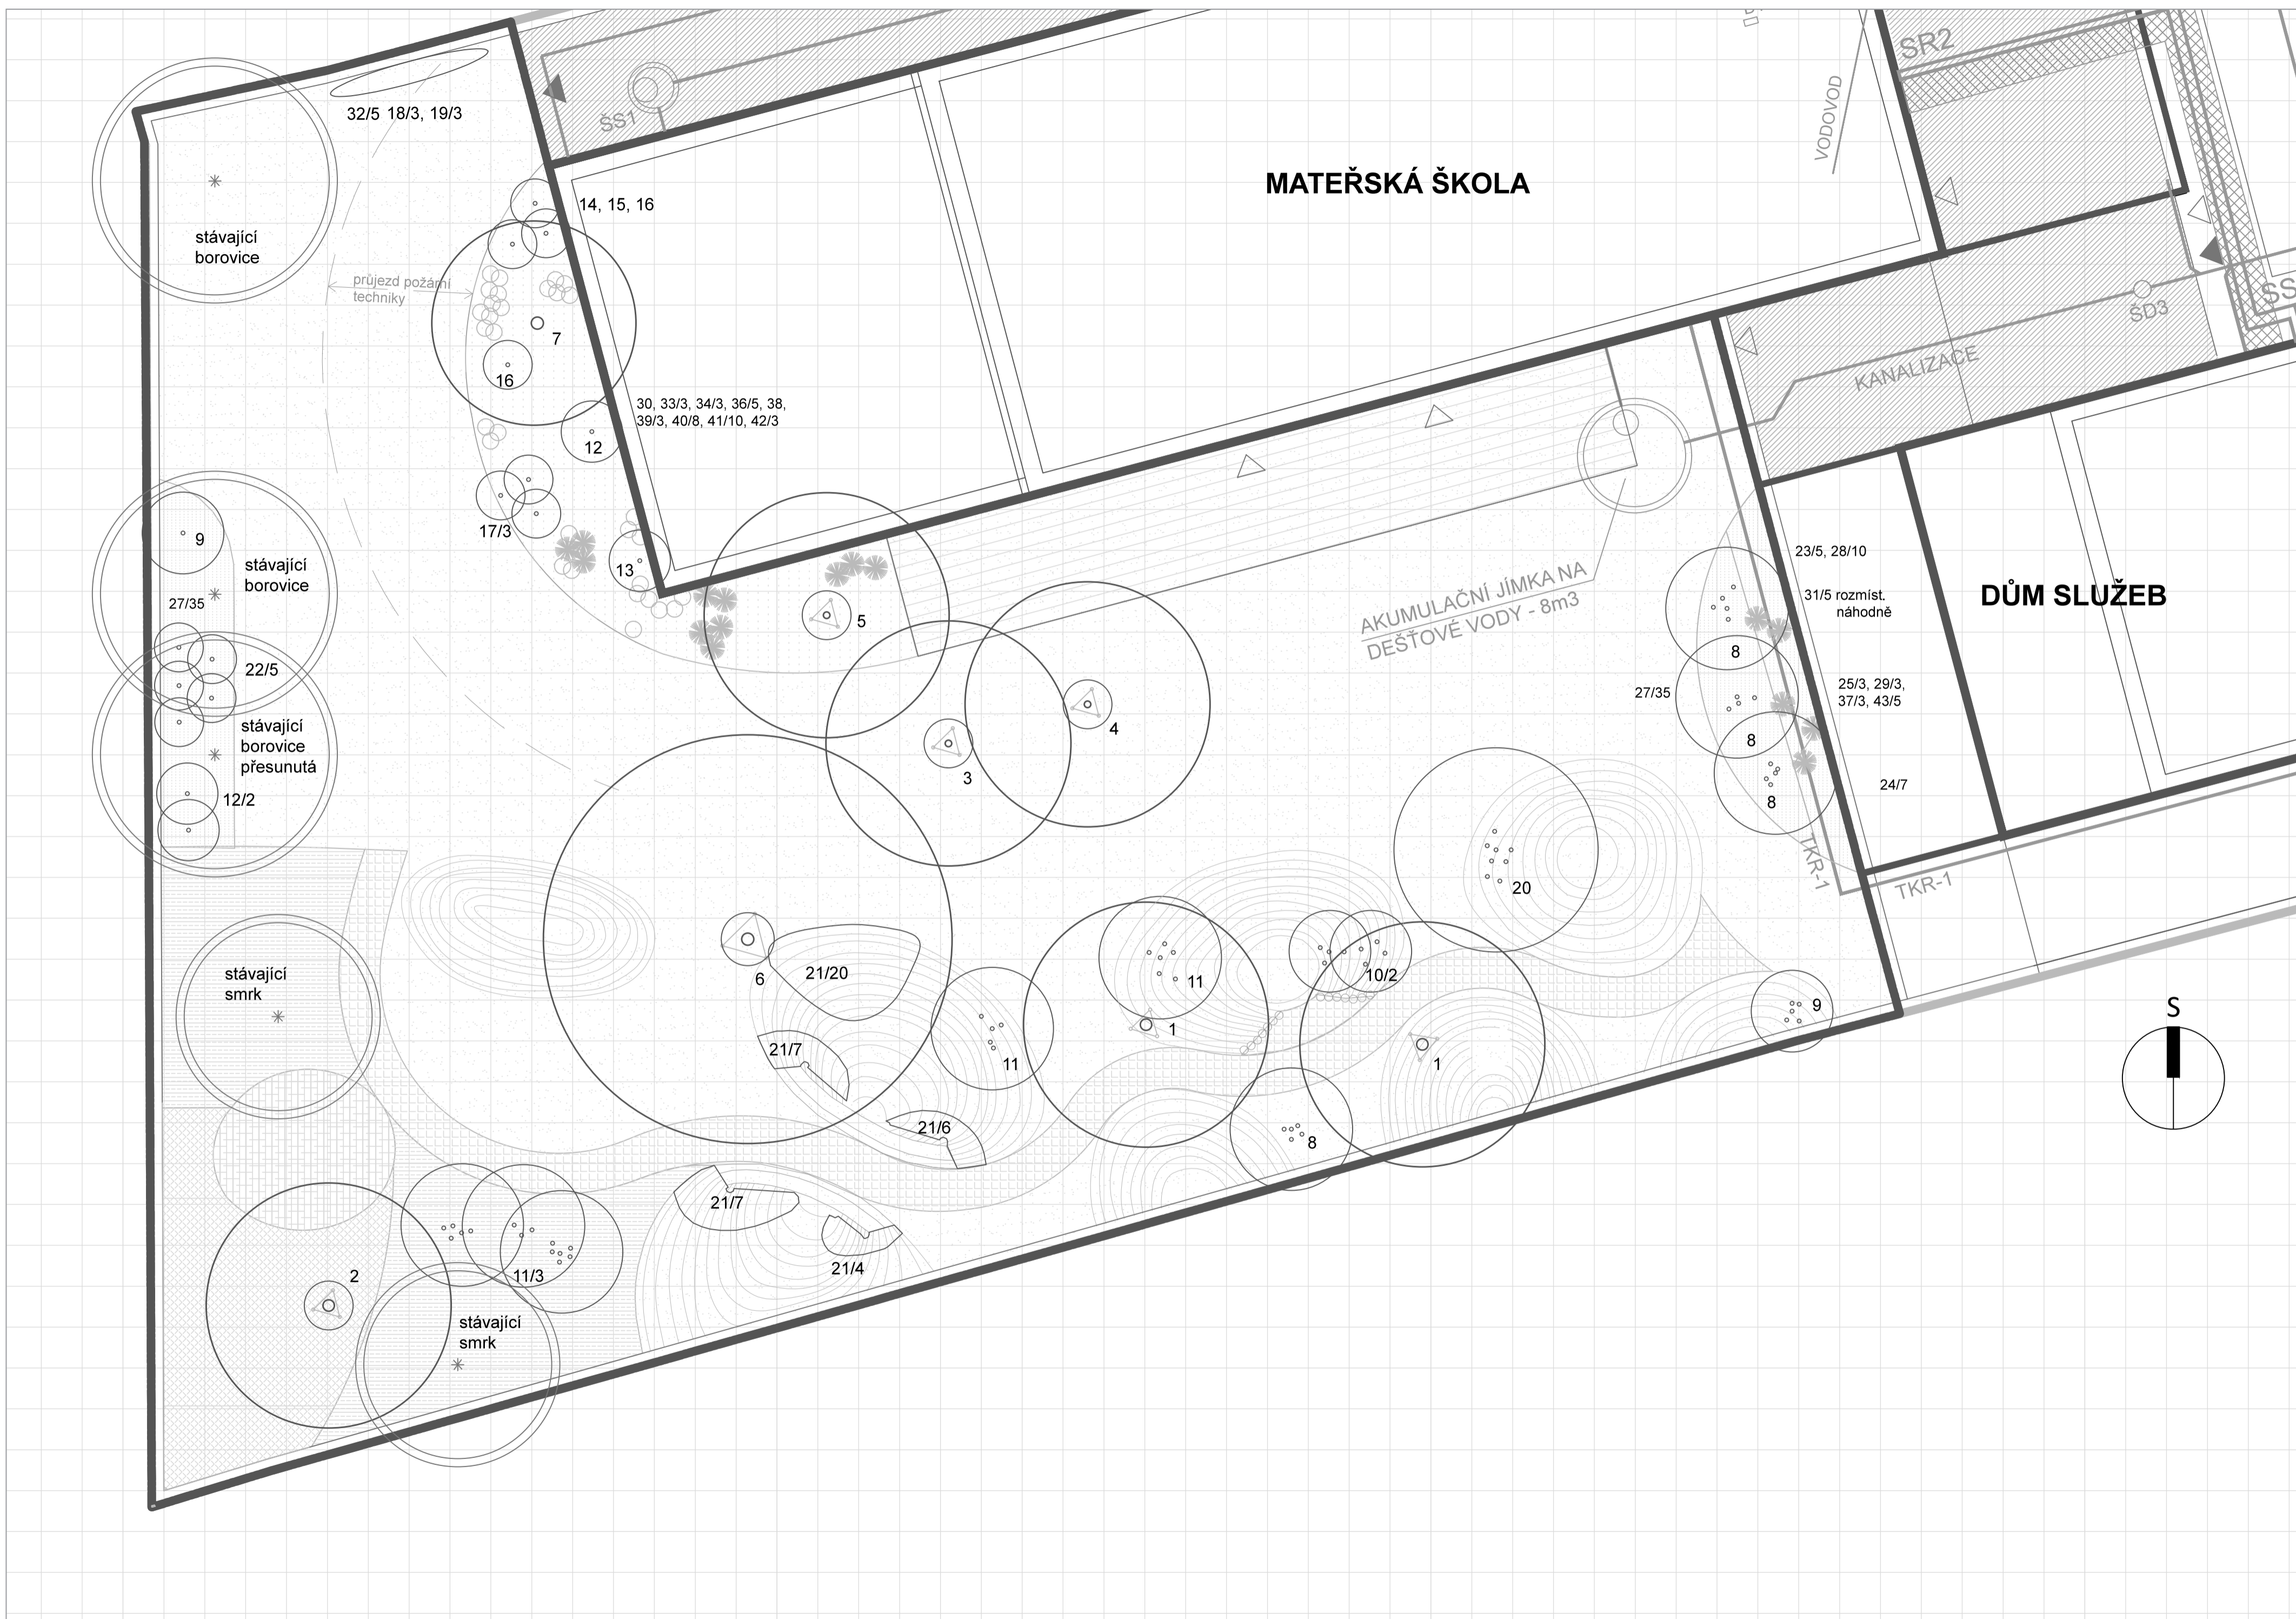 SR2
VODOVOD
ŠS1
32/5 18/3, 19/3
MATEŘSKÁ ŠKOLA
14, 15, 16
stávající
borovice
průjezd požární
techniky
7
16
ŠD3
SS
KANALIZACE
30, 33/3, 34/3, 36/5, 38,
39/3, 40/8, 41/10, 42/3
12
17/3
13
9
stávající
borovice
27/35
22/5
stávající
borovice
přesunutá
12/2
5
3
4
AKUMULAČNÍ JÍMKA NA
DEŠŤOVÉ VODY - 8m3
23/5, 28/10
31/5 rozmíst.
náhodně
DŮM SLUŽEB
8
27/35
25/3, 29/3,
37/3, 43/5
8
24/7
8
TKR-1
TKR-1
20
stávající
smrk
6
21/20
11
10/2
9
1
1
21/7
11
21/6
8
S
21/7
21/4
2
11/3
stávající
smrk